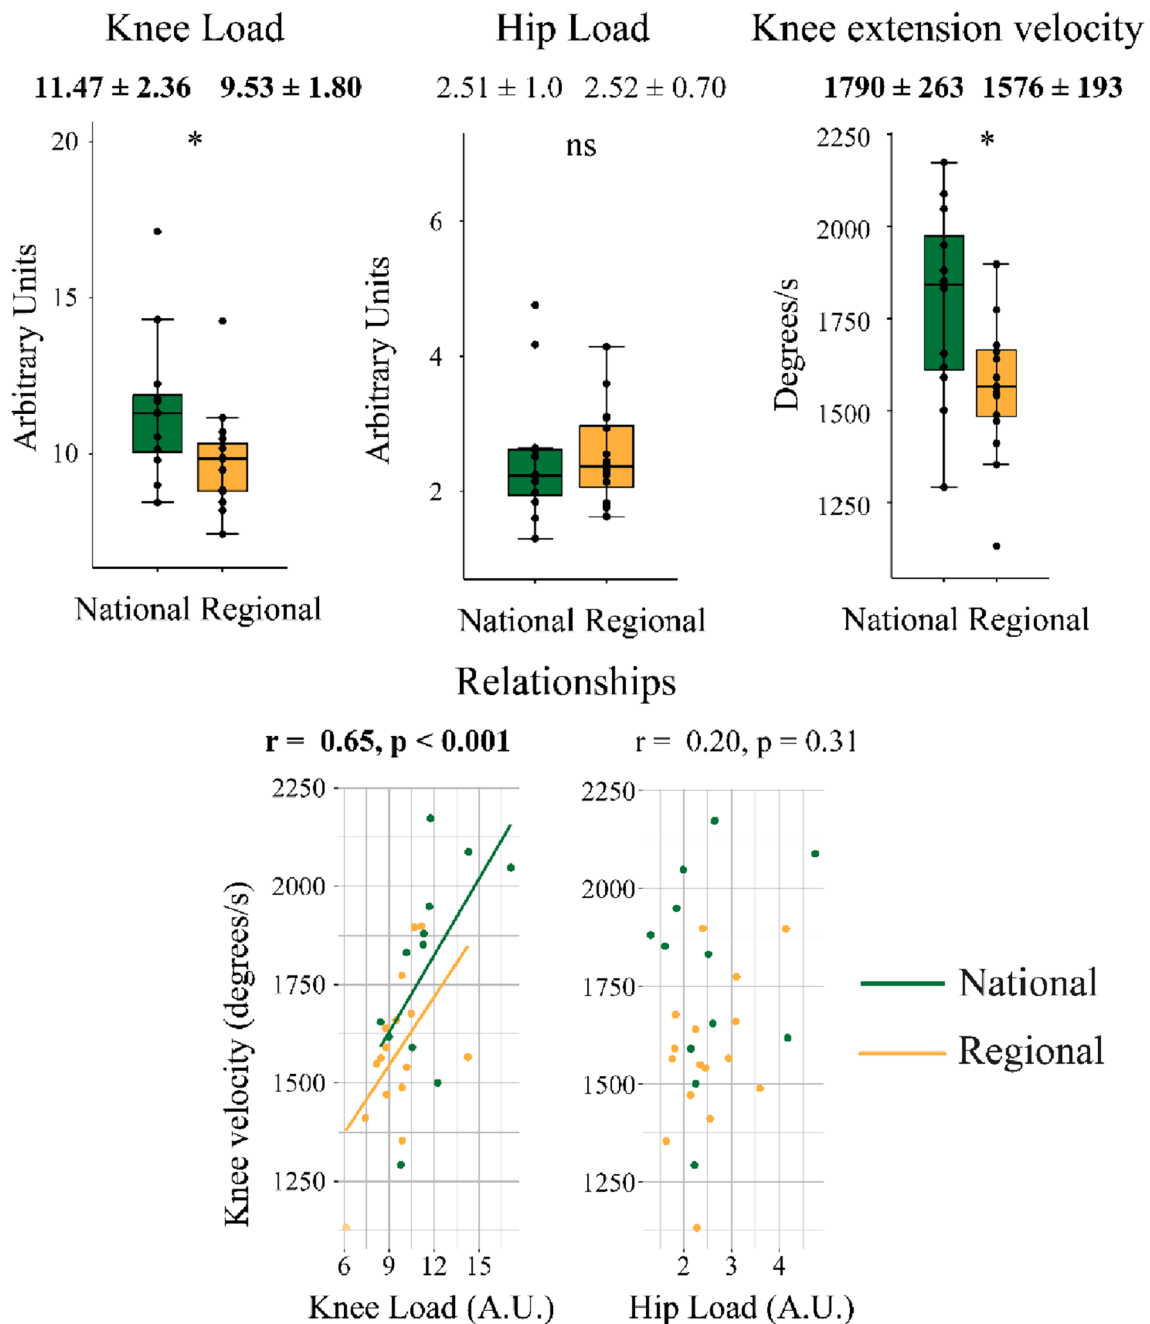 Knee Load
Hip Load
Knee extension velocity
11.47 ± 2.36
9.53 ± 1.80
2.51 ± 1.0
2.52 ± 0.70
1790 ± 263
1576 ± 193
20
15
10
Arbitrary Units
*
National Regional
6
4
2
Arbitrary Units
ns
National Regional
2250
2000
1750
1500
1250
Degrees/s
*
National Regional
Relationships
r = 0.65, p < 0.001
r = 0.20, p = 0.31
2250
2000
1750
1500
1250
Knee velocity (degrees/s)
6 9 12 15
Knee Load (A.U.)
2250
2000
1750
1500
1250
2 3 4
Hip Load (A.U.)
National
Regional